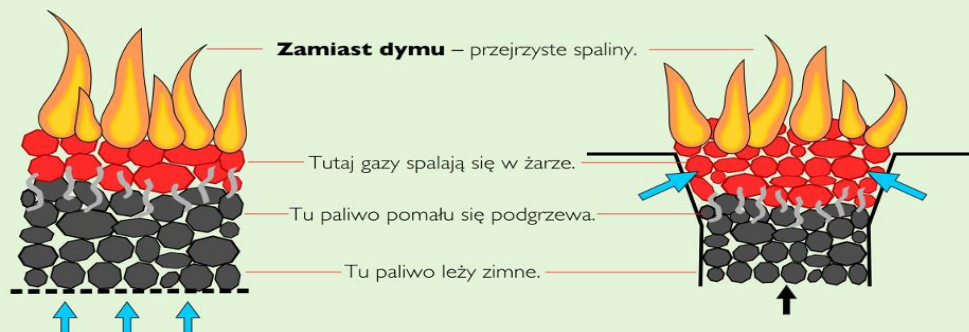 Zamiast dymu – przejrzyste spaliny.
Tutaj gazy spalają się w żarze.
Tu paliwo pomału się podgrzewa.
Tu paliwo leży zimne.